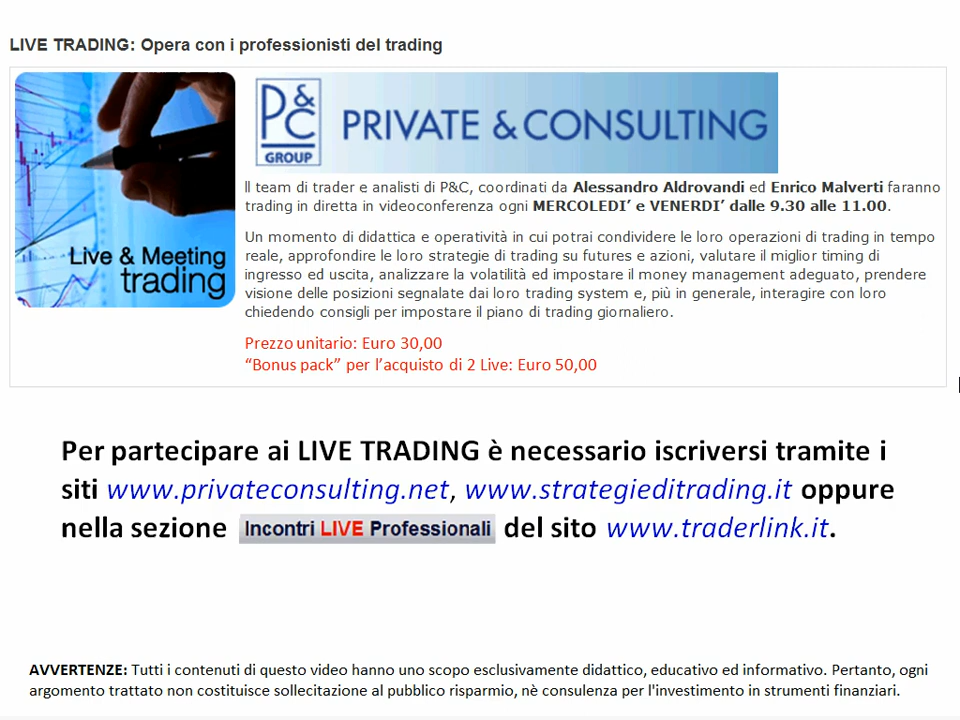 LIVE TRADING: Opera con i professionisti del trading
P&C GROUP
PRIVATE & CONSULTING
Live & Meeting
trading
Il team di trader e analisti di P&C, coordinati da Alessandro Aldrovandi ed Enrico Malverti faranno
trading in diretta in videoconferenza ogni MERCOLEDI’ e VENERDI’ dalle 9.30 alle 11.00.
Un momento di didattica e operatività in cui potrai condividere le loro operazioni di trading in tempo
reale, approfondire le loro strategie di trading su futures e azioni, valutare il miglior timing di
ingresso ed uscita, analizzare la volatilità ed impostare il money management adeguato, prendere
visione delle posizioni segnalate dai loro trading system e, più in generale, interagire con loro
chiedendo consigli per impostare il piano di trading giornaliero.
Prezzo unitario: Euro 30,00
“Bonus pack” per l’acquisto di 2 Live: Euro 50,00
Per partecipare ai LIVE TRADING è necessario iscriversi tramite i
siti www.privateconsulting.net, www.strategieditrading.it oppure
nella sezione Incontri LIVE Professionali del sito www.traderlink.it.
AVVERTENZE: Tutti i contenuti di questo video hanno uno scopo esclusivamente didattico, educativo ed informativo. Pertanto, ogni
argomento trattato non costituisce sollecitazione al pubblico risparmio, nè consulenza per l'investimento in strumenti finanziari.